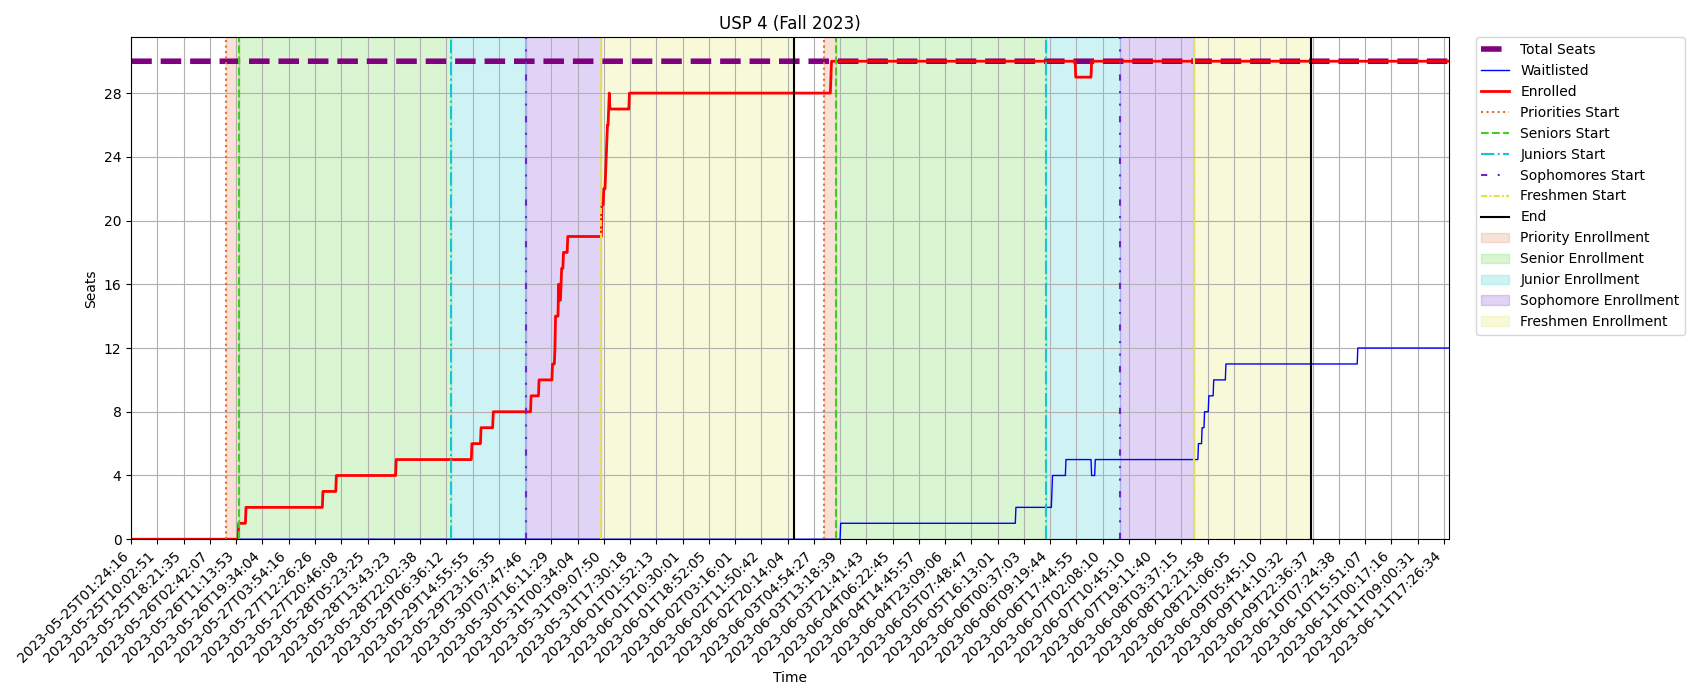 USP 4 (Fall 2023)
Total Seats
Waitlisted
Enrolled
Priorities Start
Seniors Start
Juniors Start
Sophomores Start
Freshmen Start
End
Priority Enrollment
Senior Enrollment
Junior Enrollment
Sophomore Enrollment
Freshmen Enrollment
Seats
28
24
20
16
12
8
4
0
2023-05-25T01:24:16
2023-05-25T10:02:51
2023-05-25T18:21:35
2023-05-26T02:42:07
2023-05-26T11:13:53
2023-05-26T19:34:04
2023-05-27T03:54:16
2023-05-27T12:26:26
2023-05-27T20:46:08
2023-05-28T05:23:25
2023-05-28T13:43:23
2023-05-28T22:02:38
2023-05-29T06:36:12
2023-05-29T14:55:55
2023-05-29T23:16:35
2023-05-30T07:47:46
2023-05-30T16:11:29
2023-05-31T00:34:04
2023-05-31T09:07:50
2023-05-31T17:30:18
2023-06-01T01:52:13
2023-06-01T10:30:01
2023-06-01T18:52:05
2023-06-02T03:16:01
2023-06-02T11:50:42
2023-06-02T20:14:04
2023-06-03T04:54:27
2023-06-03T13:18:39
2023-06-03T21:41:43
2023-06-04T06:22:45
2023-06-04T14:45:57
2023-06-04T23:09:06
2023-06-05T07:48:47
2023-06-05T16:13:01
2023-06-06T00:37:03
2023-06-06T09:19:44
2023-06-06T17:44:55
2023-06-07T02:08:10
2023-06-07T10:45:10
2023-06-07T19:11:40
2023-06-08T03:37:15
2023-06-08T12:21:58
2023-06-08T21:06:05
2023-06-09T05:45:10
2023-06-09T14:10:32
2023-06-09T22:36:37
2023-06-10T07:24:38
2023-06-10T15:51:07
2023-06-11T00:17:16
2023-06-11T09:00:31
2023-06-11T17:26:34
Time